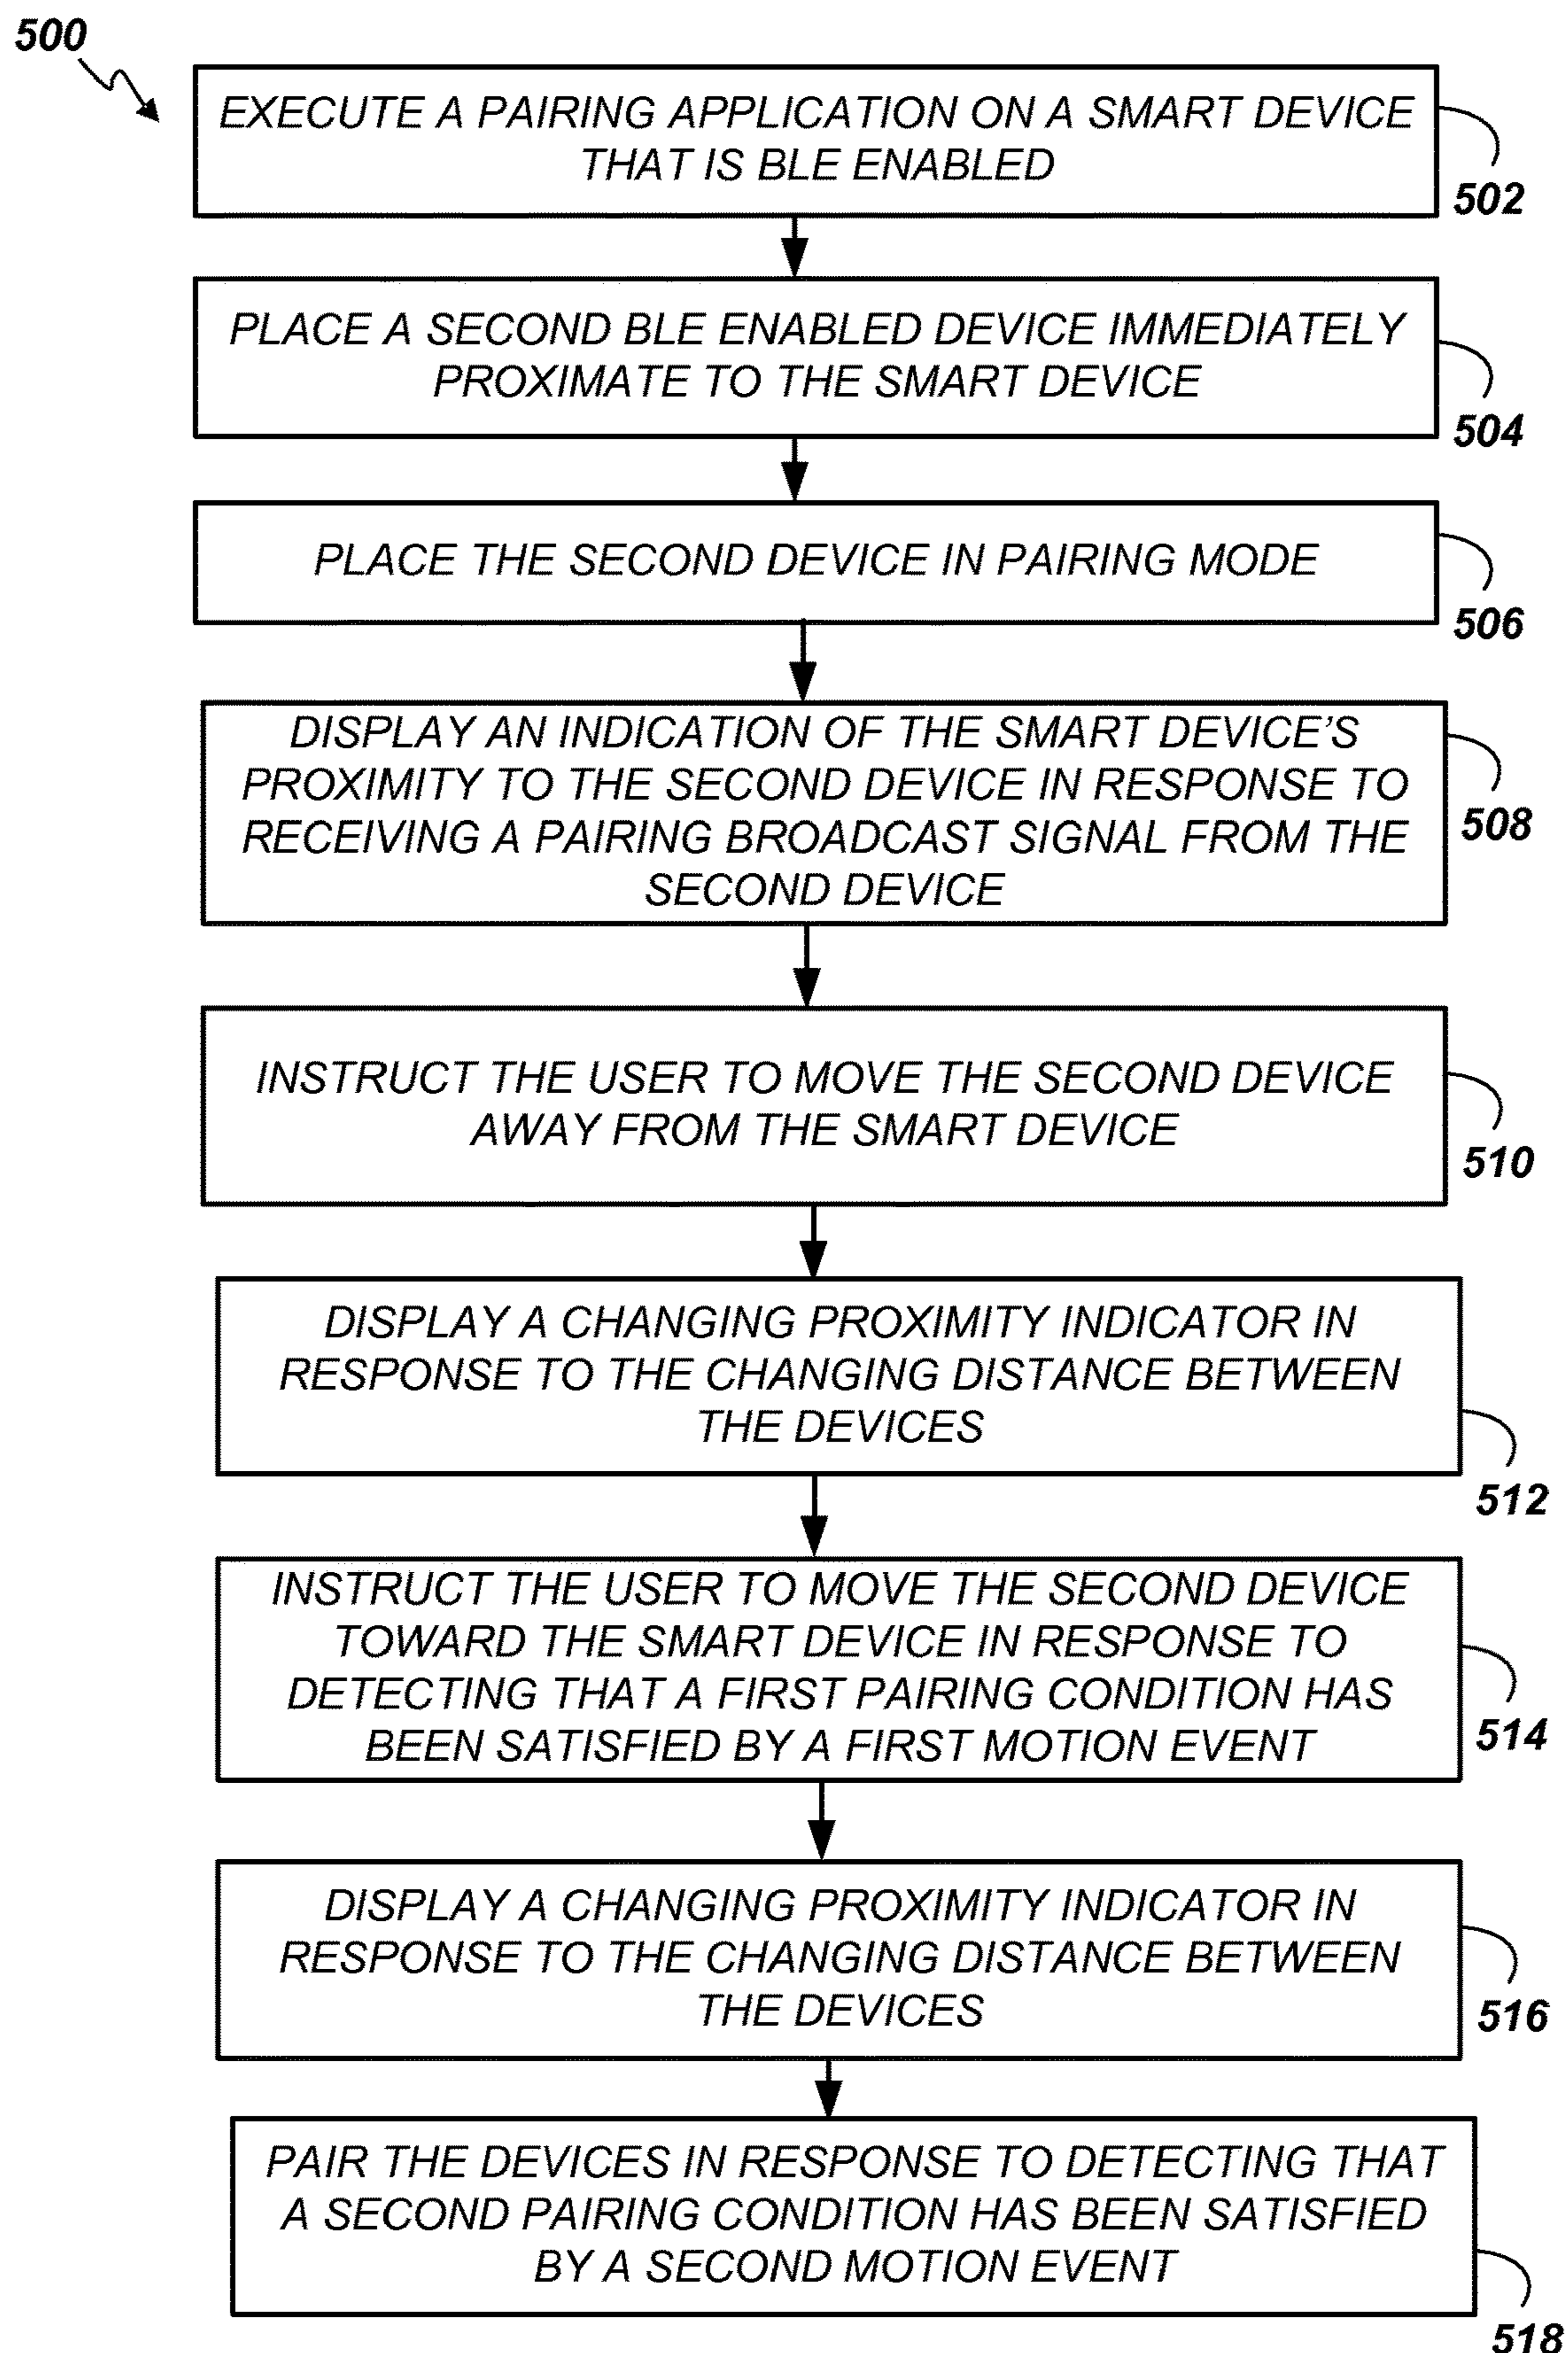 500
EXECUTE A PAIRING APPLICATION ON A SMART DEVICE
THAT IS BLE ENABLED
502
PLACE A SECOND BLE ENABLED DEVICE IMMEDIATELY
PROXIMATE TO THE SMART DEVICE
504
PLACE THE SECOND DEVICE IN PAIRING MODE
506
DISPLAY AN INDICATION OF THE SMART DEVICE’S
PROXIMITY TO THE SECOND DEVICE IN RESPONSE TO
RECEIVING A PAIRING BROADCAST SIGNAL FROM THE
SECOND DEVICE
508
INSTRUCT THE USER TO MOVE THE SECOND DEVICE
AWAY FROM THE SMART DEVICE
510
DISPLAY A CHANGING PROXIMITY INDICATOR IN
RESPONSE TO THE CHANGING DISTANCE BETWEEN
THE DEVICES
512
INSTRUCT THE USER TO MOVE THE SECOND DEVICE
TOWARD THE SMART DEVICE IN RESPONSE TO
DETECTING THAT A FIRST PAIRING CONDITION HAS
BEEN SATISFIED BY A FIRST MOTION EVENT
514
DISPLAY A CHANGING PROXIMITY INDICATOR IN
RESPONSE TO THE CHANGING DISTANCE BETWEEN
THE DEVICES
516
PAIR THE DEVICES IN RESPONSE TO DETECTING THAT
A SECOND PAIRING CONDITION HAS BEEN SATISFIED
BY A SECOND MOTION EVENT
518